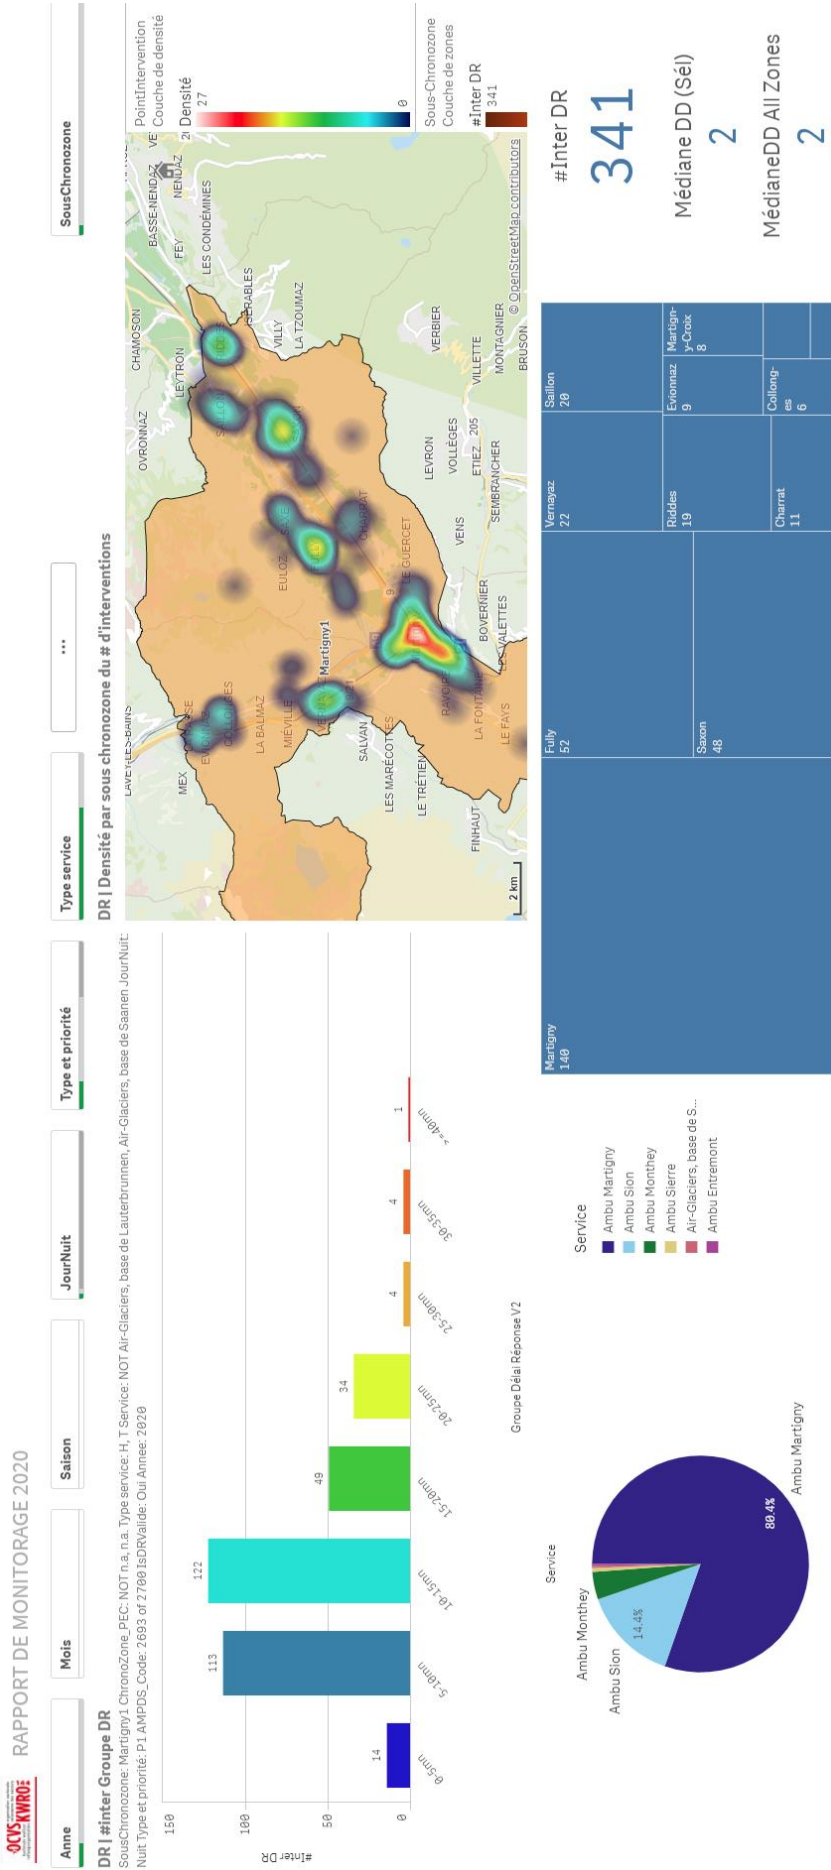 OCVS
KWRO
RAPPORT DE MONITORAGE 2020
Anne
Mois
Saison
JourNuit
Type et priorité
Type service
...
SousChronozone
DR | #inter Groupe DR
SousChronozone: Martigny1 ChronoZone_PEC: NOT n.a, n.a. Type service: H, T Service: NOT Air-Glaciers, base de Lauterbrunnen, Air-Glaciers, base de Saanen JourNuit:
Nuit Type et priorité: P1 AMPDS_Code: 2693 of 2700 IsDRValide: Oui Annee: 2020
#Inter DR
150
100
50
0
14
113
122
49
34
4
4
1
0-5mn
5-10mn
10-15mn
15-20mn
20-25mn
25-30mn
30-35mn
>=40mn
Groupe Délai Réponse V2
DR | Densité par sous chronozone du # d'interventions
LAVEY-LES-BAINS
MEX
COLLONGES
LA BALMAZ
MIÉVILLE
Martigny1
SALVAN
LES MARÉCOTTES
LE TRÉTIEN
FINHAUT
RAVOIRE
LA FONTAINE
LE FAYS
BOVERNIER
LES VALETTES
VENS
SEMBRANCHER
ETIEZ
205
VOLLÈGES
LEVRON
LE GUERCET
9
CHARRAT
EULOZ
SAXÉ
OVRONNAZ
LEYTRON
CHAMOSON
VILLY
LA TZOUMAZ
FEY
LES CONDÉMINES
BASSE-NENDAZ
NENDAZ
VERBIER
VILLETTE
MONTAGNIER
BRUSON
2 km
© OpenStreetMap contributors
PointIntervention
Couche de densité
Densité
27
0
Sous-Chronozone
Couche de zones
#Inter DR
341
Service
Ambu Monthey
Ambu Sion
14.4%
80.4%
Ambu Martigny
Service
Ambu Martigny
Ambu Sion
Ambu Monthey
Ambu Sierre
Air-Glaciers, base de S...
Ambu Entremont
Martigny
140
Fully
52
Saxon
48
Vernayaz
22
Saillon
20
Riddes
19
Charrat
11
Evionnaz
9
Martign-
y-Croix
8
Collong-
es
6
#Inter DR
341
Médiane DD (Sél)
2
MédianeDD All Zones
2